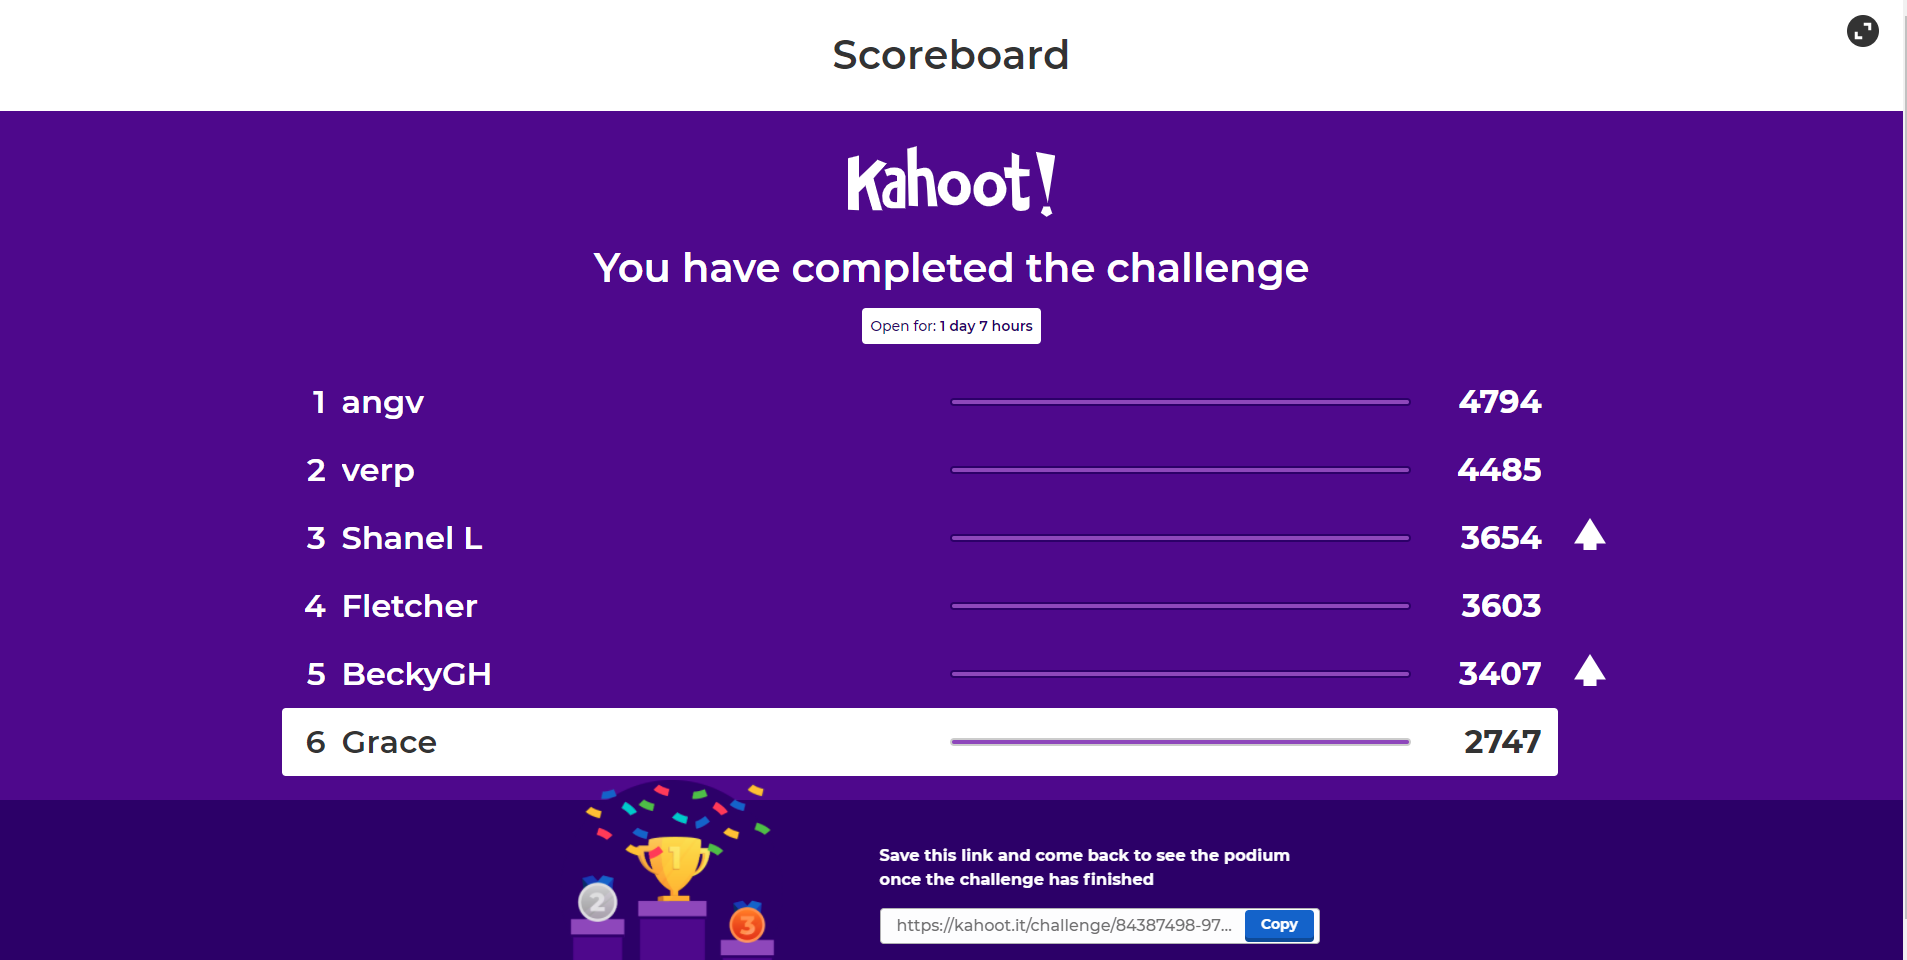 Scoreboard
Kahoot!
You have completed the challenge
Open for: 1 day 7 hours
1 angv 4794
2 verp 4485
3 Shanel L 3654
4 Fletcher 3603
5 BeckyGH 3407
6 Grace 2747
1
2
3
Save this link and come back to see the podium
once the challenge has finished
https://kahoot.it/challenge/84387498-97... Copy